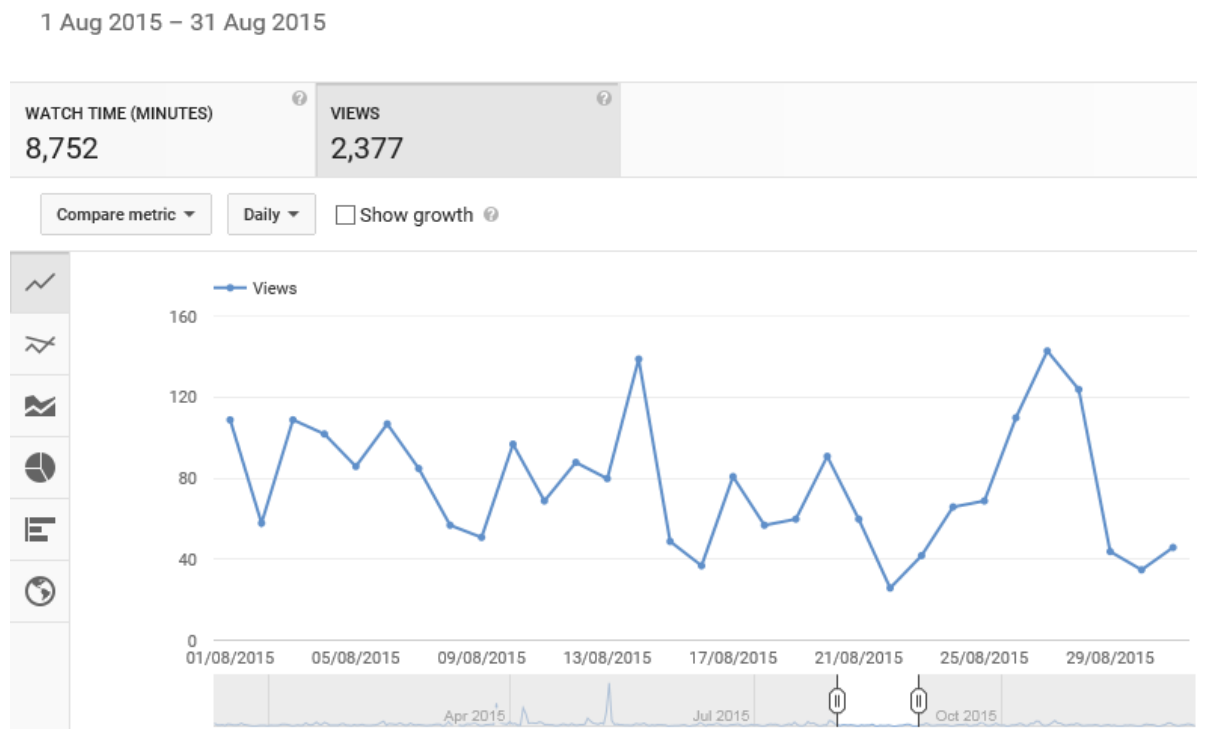 1 Aug 2015 – 31 Aug 2015
WATCH TIME (MINUTES) ?
8,752
VIEWS ?
2,377
Compare metric
Daily
Show growth ?
Views
160
120
80
40
0
01/08/2015 05/08/2015 09/08/2015 13/08/2015 17/08/2015 21/08/2015 25/08/2015 29/08/2015
Apr 2015 Jul 2015 Oct 2015